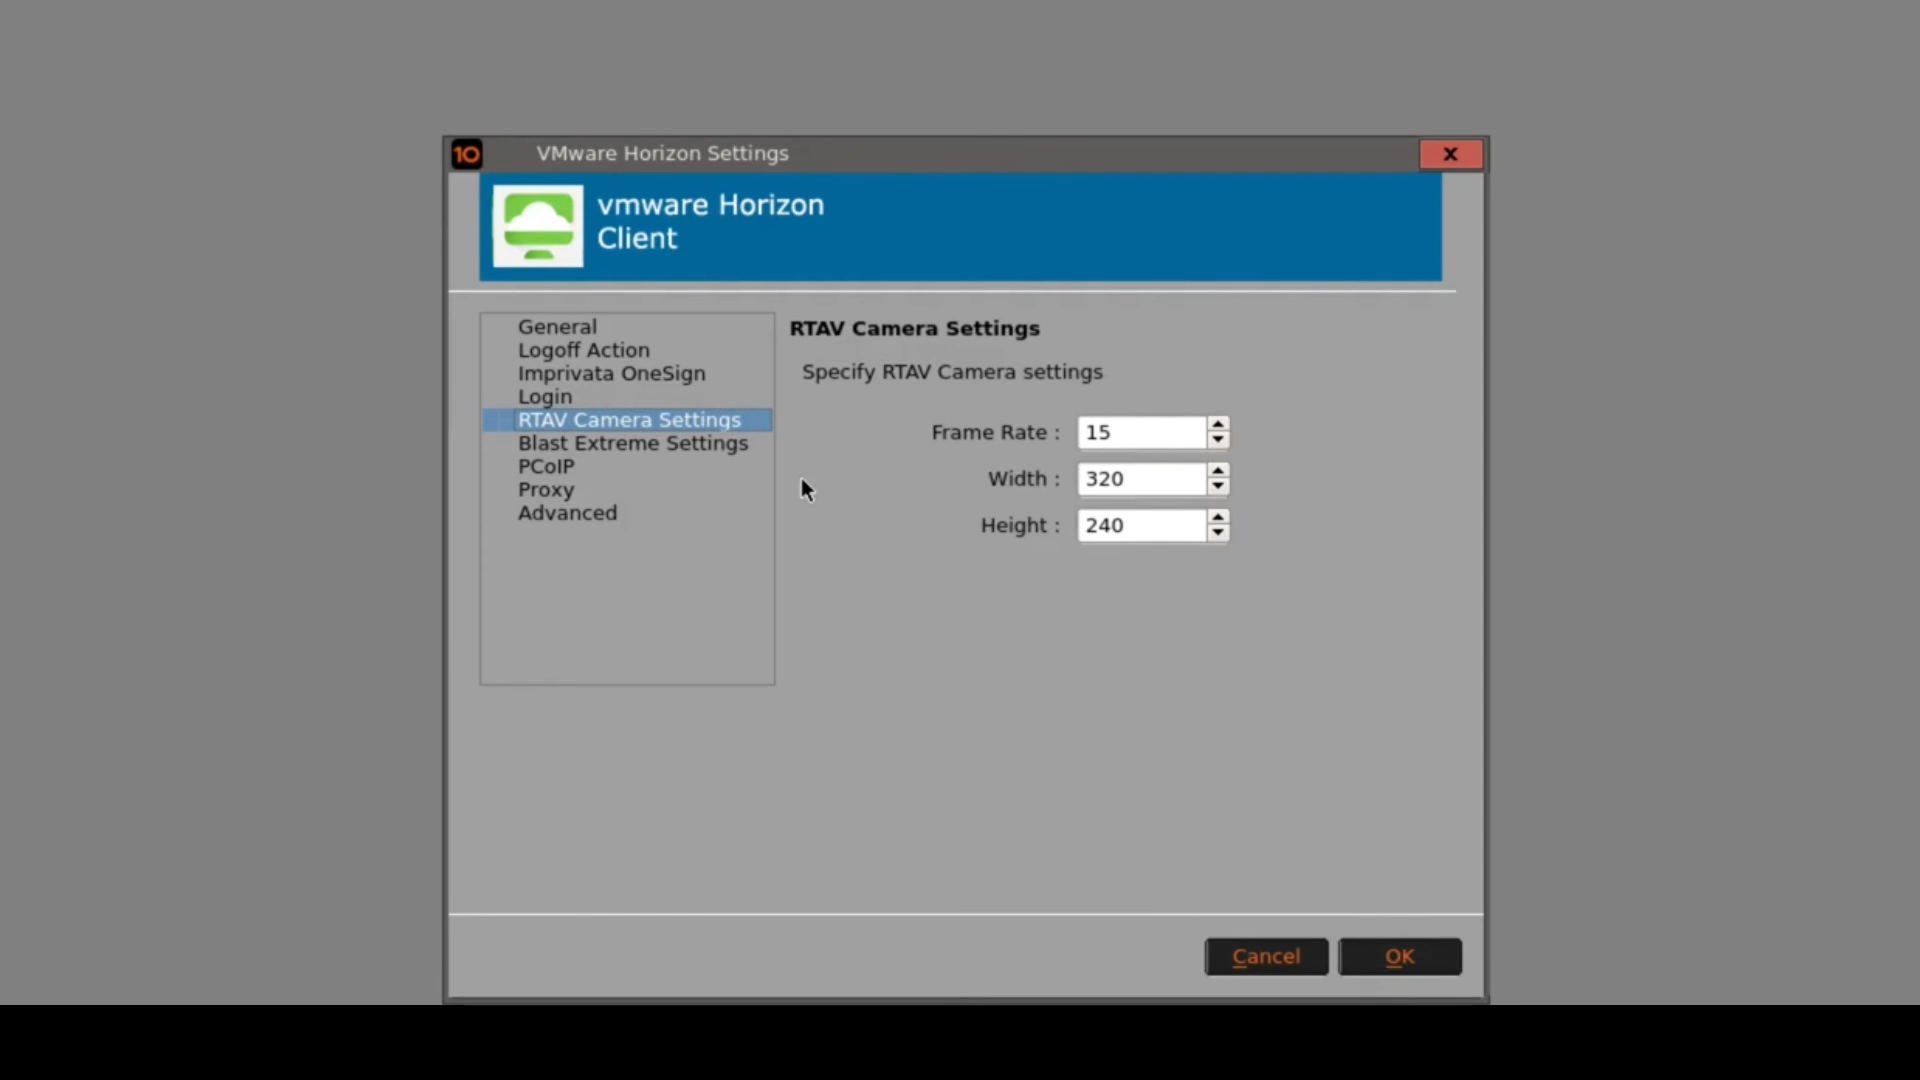 10
VMware Horizon Settings
X
vmware Horizon
Client
General
Logoff Action
Imprivata OneSign
Login
RTAV Camera Settings
Blast Extreme Settings
PCoIP
Proxy
Advanced
RTAV Camera Settings
Specify RTAV Camera settings
Frame Rate : 15
Width : 320
Height : 240
Cancel OK